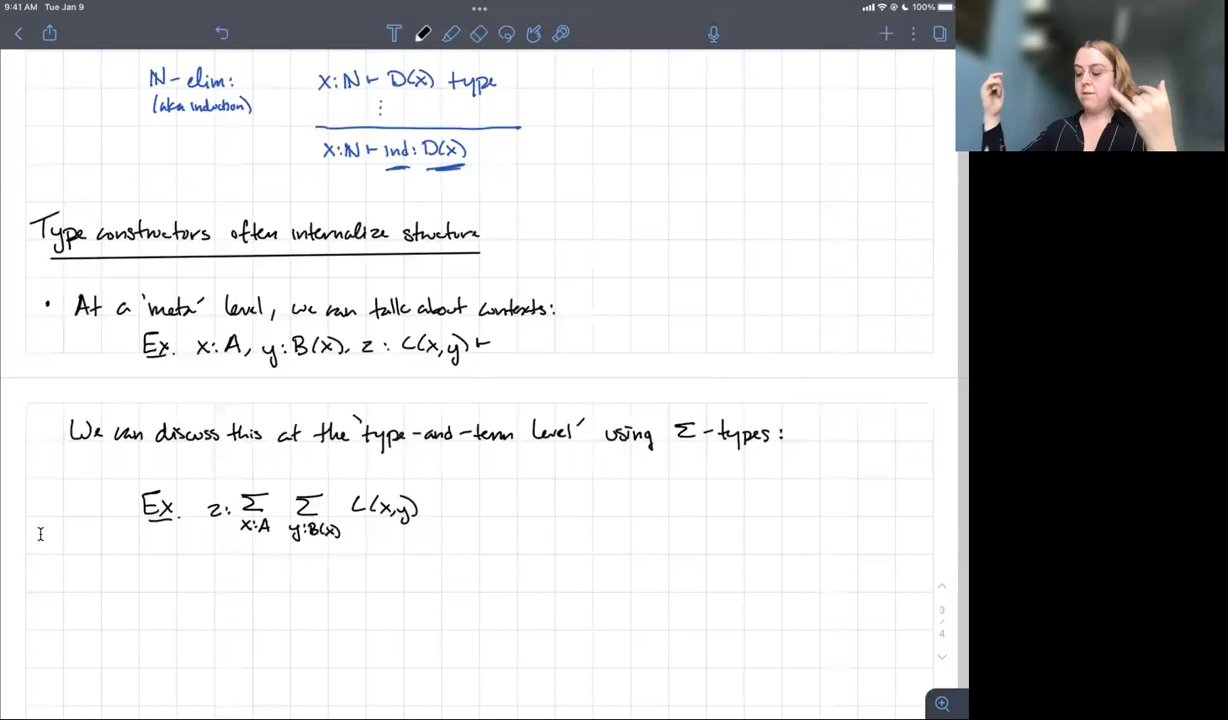 9:41 AM Tue Jan 9
100%
N-elim: x:N ⊢ D(x) type
(aka induction) ⋮
x:N ⊢ ind: D(x)
Type constructors often internalize structure
• At a 'meta' level, we can talk about contexts:
Ex. x:A, y:B(x), z: C(x,y) ⊢
We can discuss this at the 'type-and-term level' using Σ-types:
Ex. z: Σ Σ C(x,y)
x:A y:B(x)
3
/
4